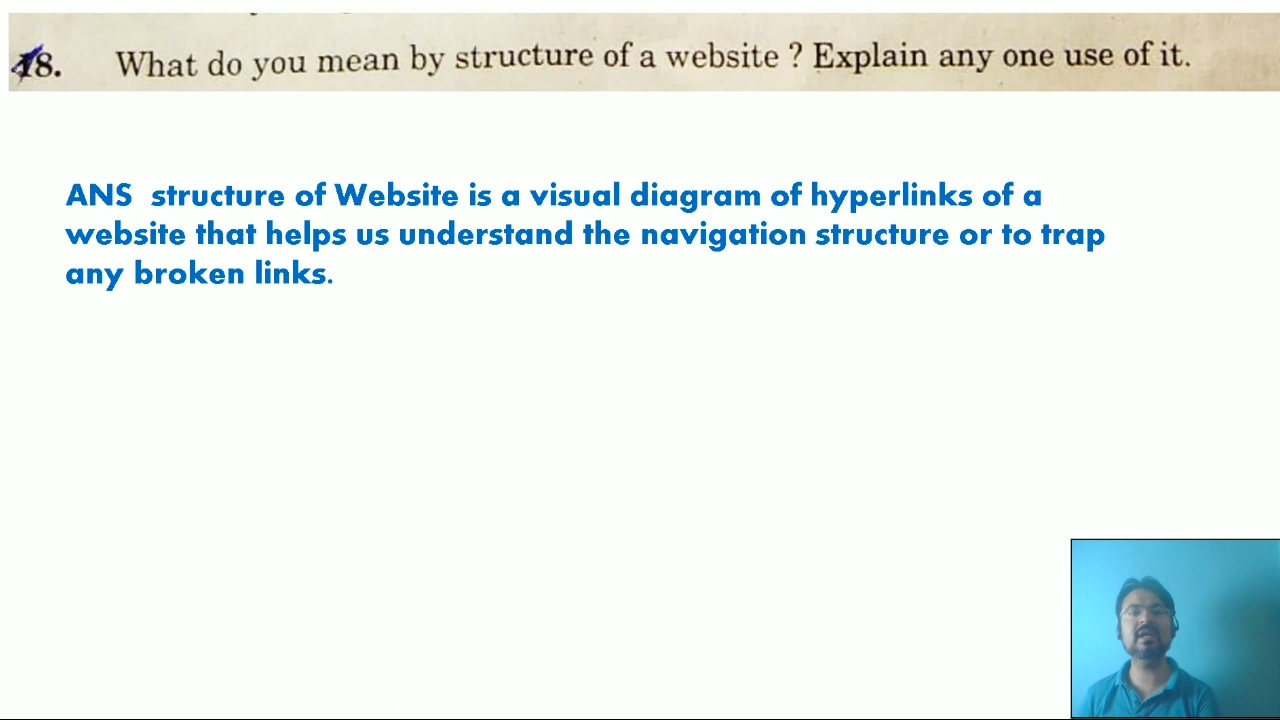 18. What do you mean by structure of a website ? Explain any one use of it.
ANS structure of Website is a visual diagram of hyperlinks of a
website that helps us understand the navigation structure or to trap
any broken links.